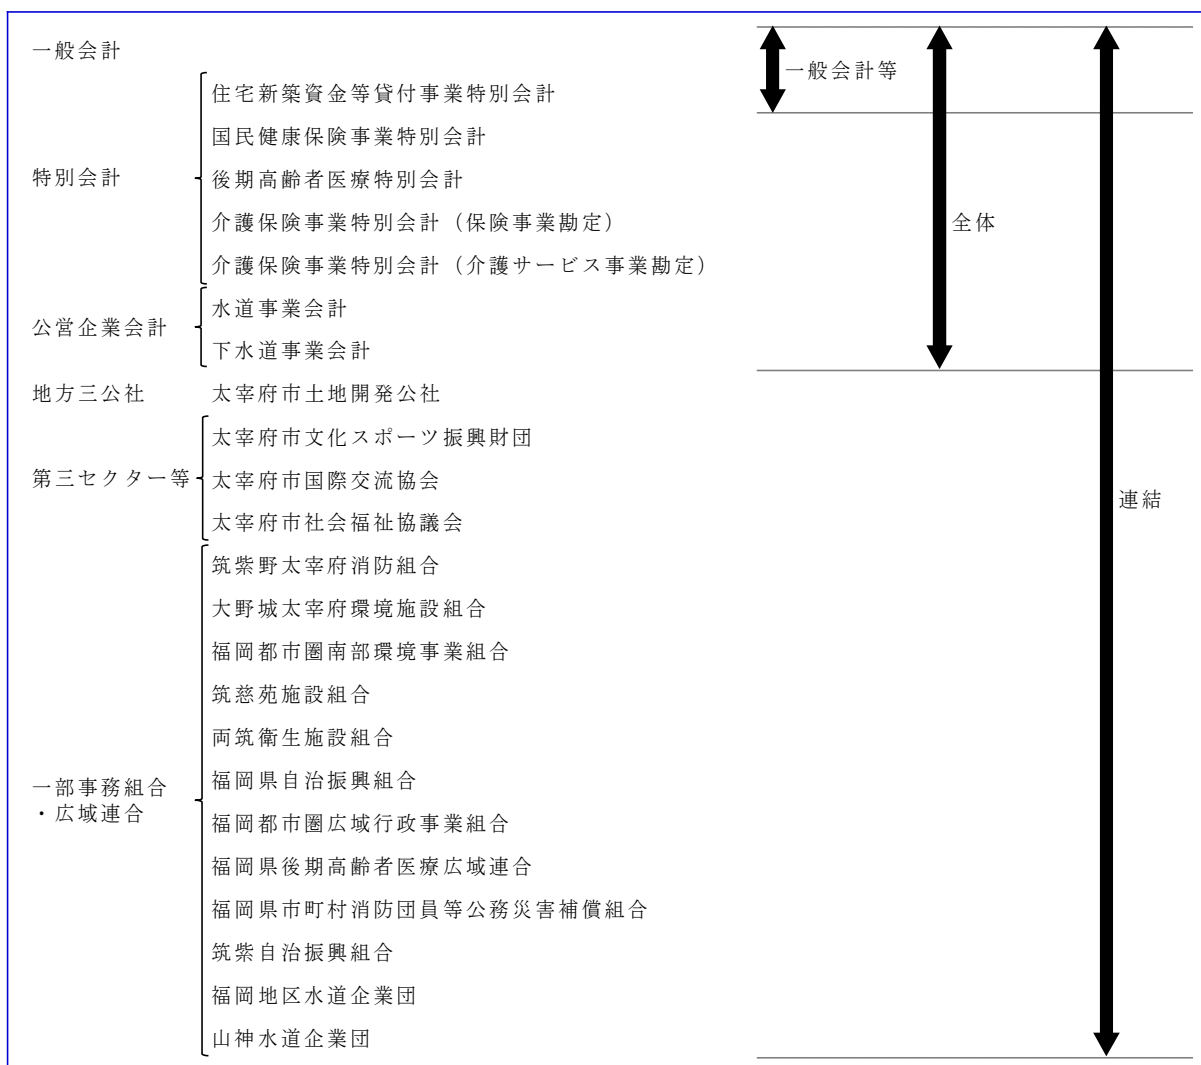 一般会計
一般会計等
住宅新築資金等貸付事業特別会計
国民健康保険事業特別会計
特別会計
後期高齢者医療特別会計
介護保険事業特別会計（保険事業勘定）
全体
介護保険事業特別会計（介護サービス事業勘定）
水道事業会計
公営企業会計
下水道事業会計
地方三公社
太宰府市土地開発公社
太宰府市文化スポーツ振興財団
第三セクター等
太宰府市国際交流協会
連結
太宰府市社会福祉協議会
筑紫野太宰府消防組合
大野城太宰府環境施設組合
福岡都市圏南部環境事業組合
筑慈苑施設組合
両筑衛生施設組合
福岡県自治振興組合
一部事務組合
・広域連合
福岡都市圏広域行政事業組合
福岡県後期高齢者医療広域連合
福岡県市町村消防団員等公務災害補償組合
筑紫自治振興組合
福岡地区水道企業団
山神水道企業団